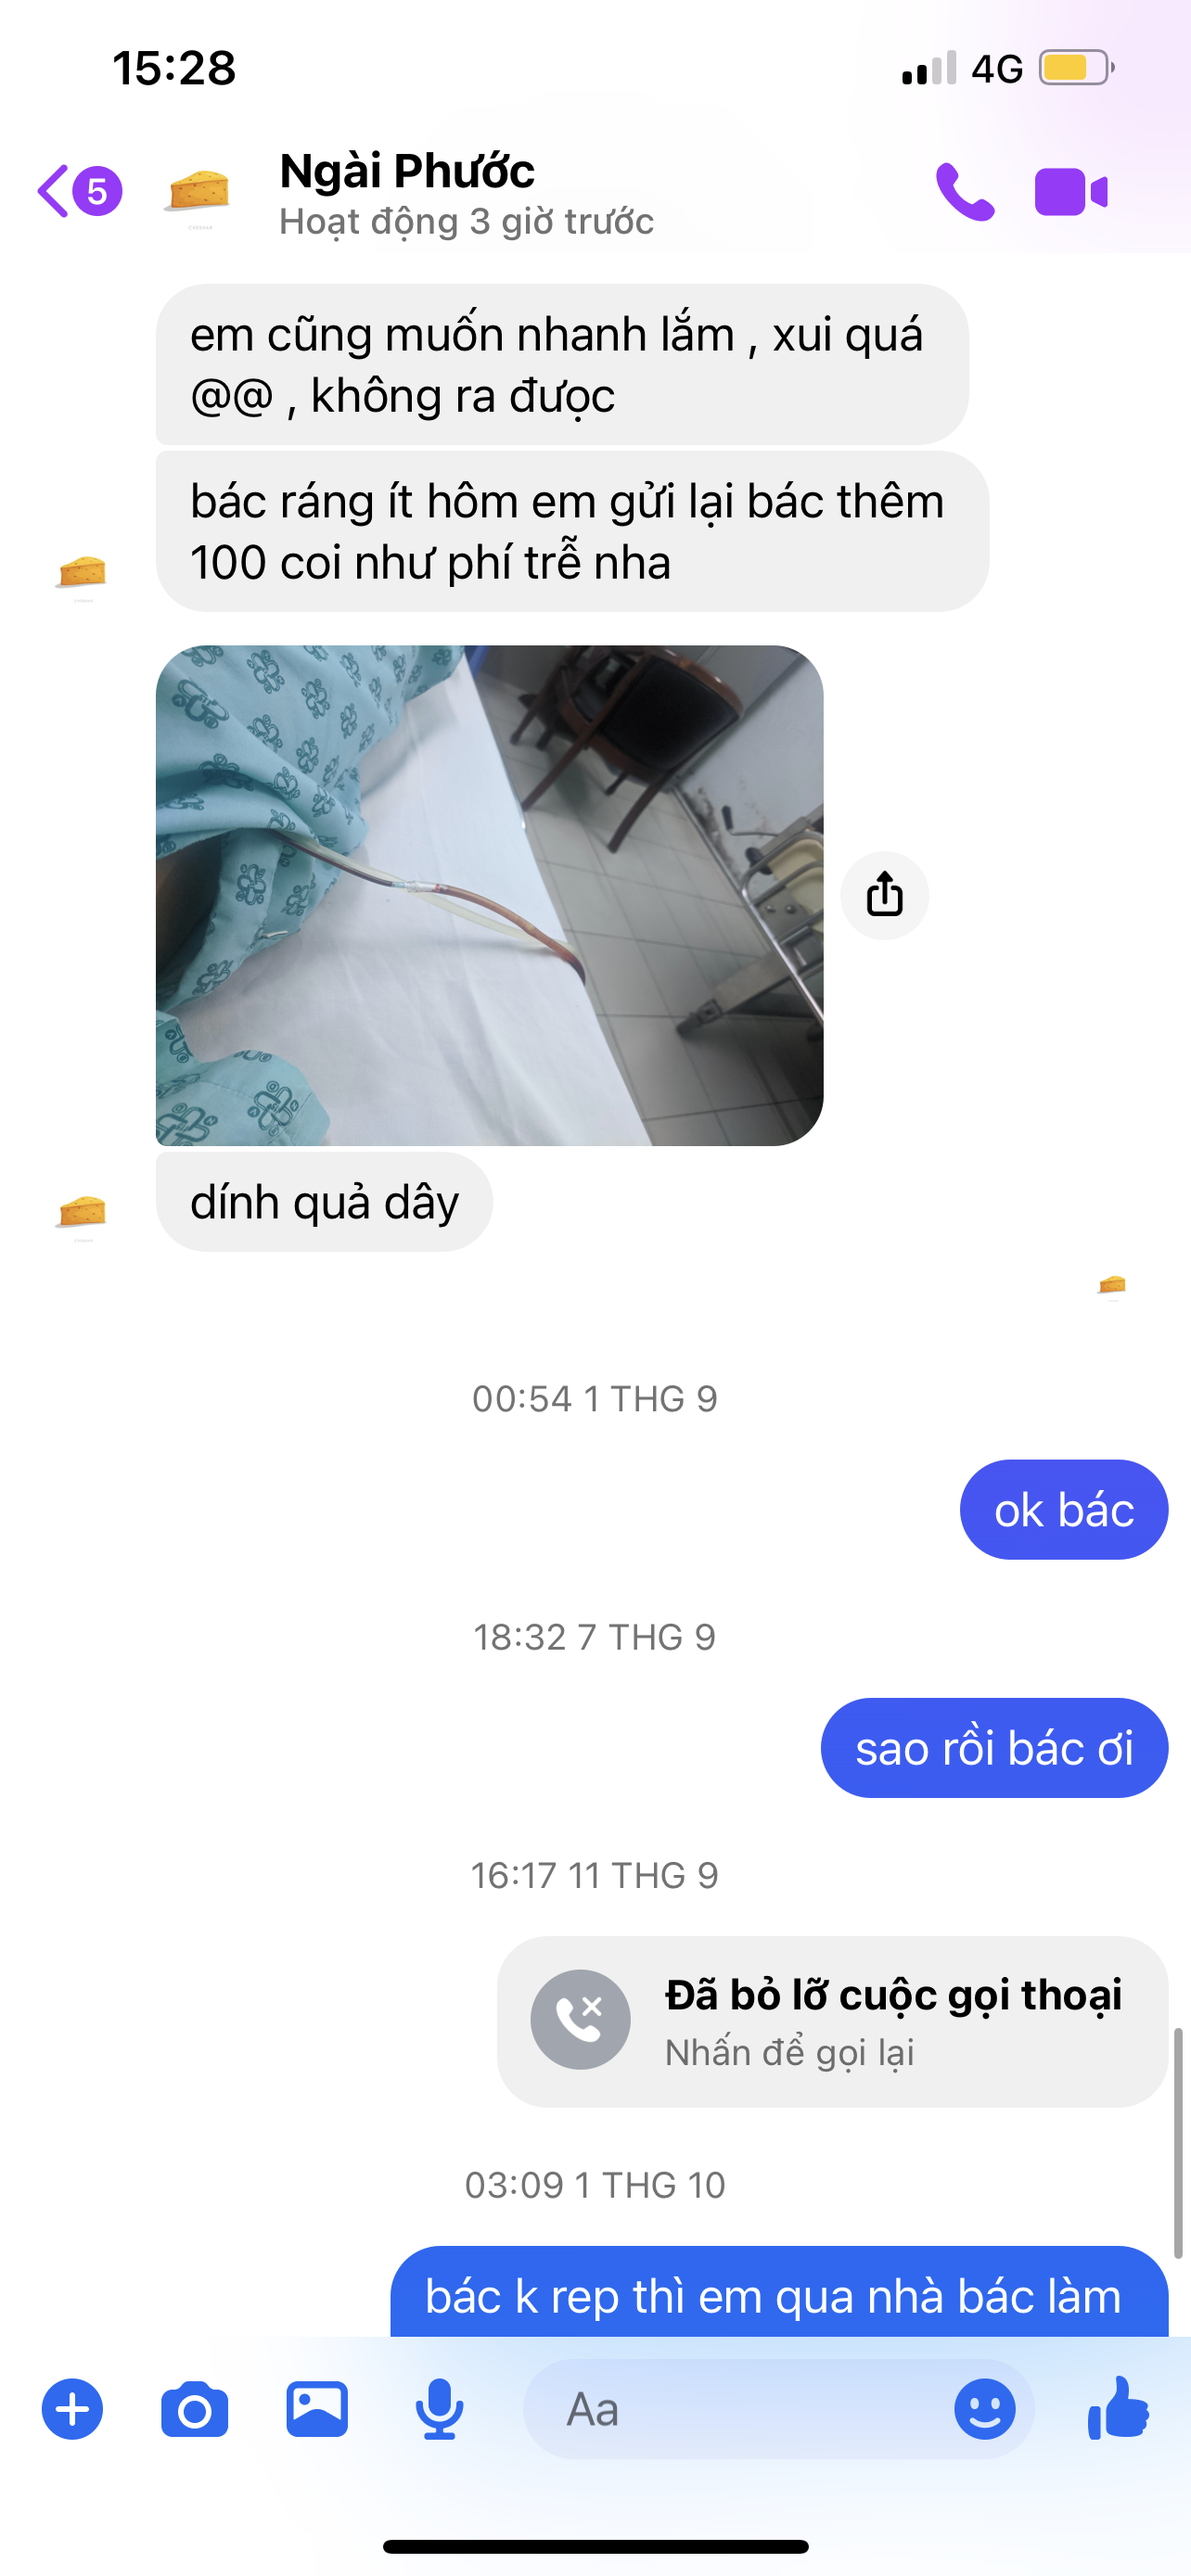 15:28
4G
5
Ngài Phước
Hoạt động 3 giờ trước
em cũng muốn nhanh lắm , xui quá
@@ , không ra đưọc
bác ráng ít hôm em gửi lại bác thêm
100 coi như phí trễ nha
dính quả dây
00:54 1 THG 9
ok bác
18:32 7 THG 9
sao rồi bác ơi
16:17 11 THG 9
Đã bỏ lỡ cuộc gọi thoại
Nhấn để gọi lại
03:09 1 THG 10
bác k rep thì em qua nhà bác làm
Aa